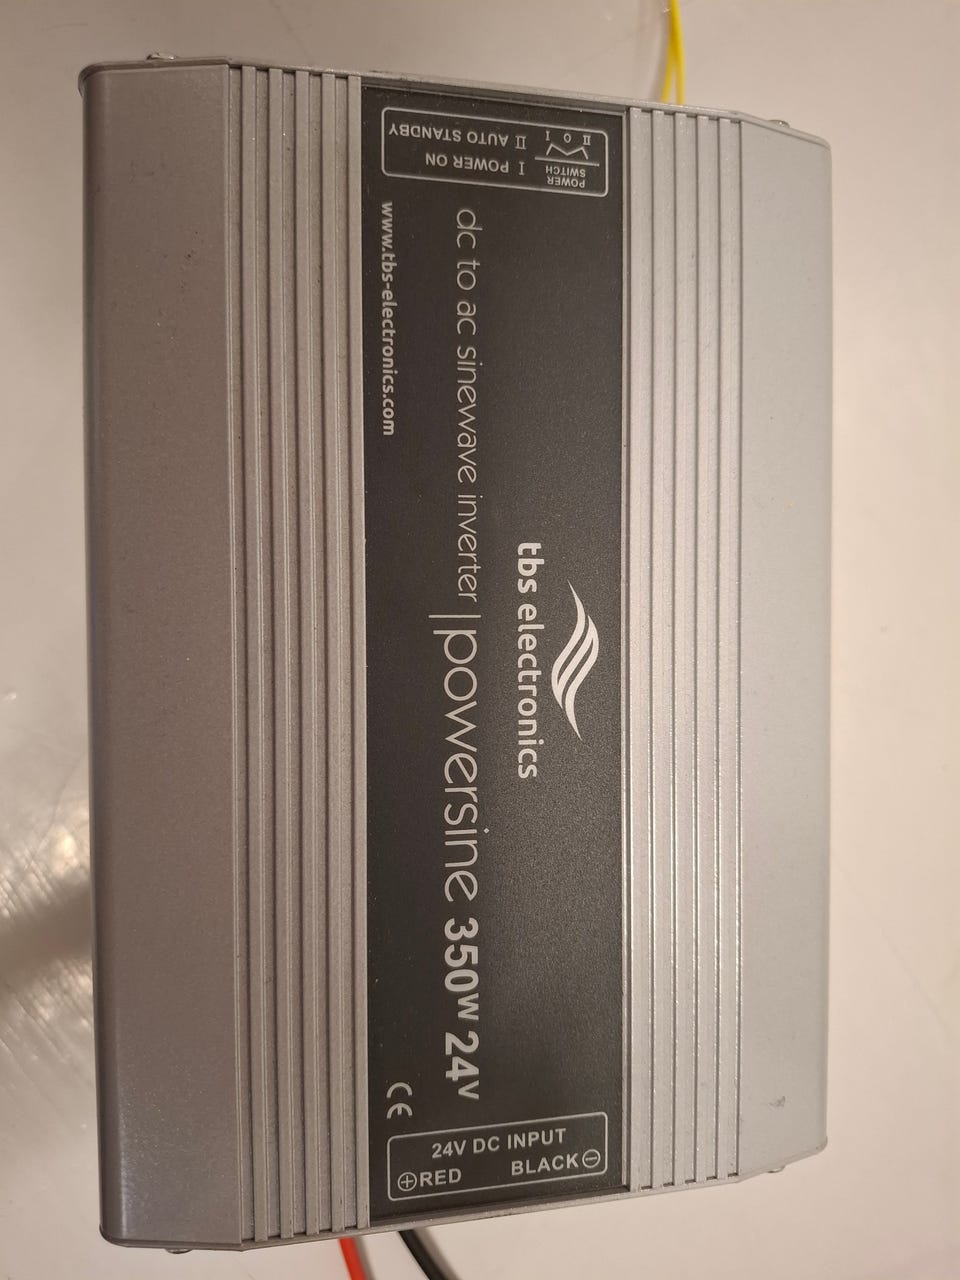 POWER
SWITCH
II O I
I POWER ON
II AUTO STANDBY
tbs electronics
dc to ac sinewave inverter | powersine 350W 24V
www.tbs-electronics.com
CE
24V DC INPUT
⊕RED BLACK⊖